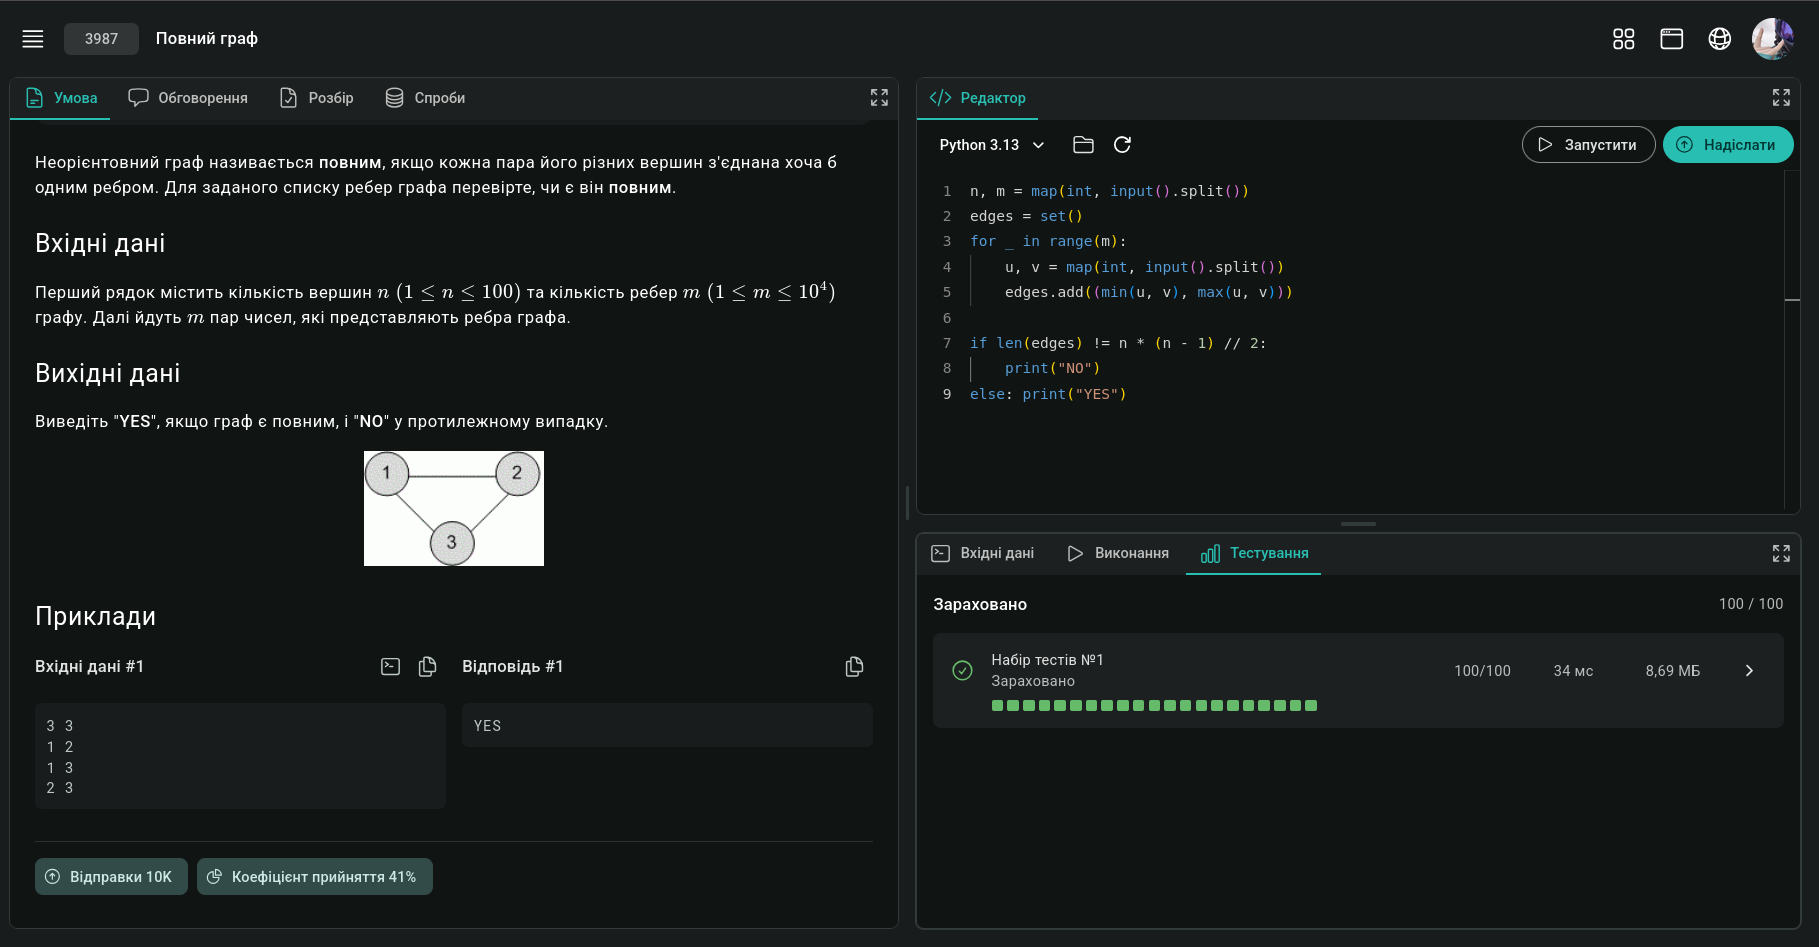 3987
Повний граф
Умова
Обговорення
Розбір
Спроби
Неорієнтовний граф називається повним, якщо кожна пара його різних вершин з'єднана хоча б
одним ребром. Для заданого списку ребер графа перевірте, чи є він повним.
Вхідні дані
Перший рядок містить кількість вершин n (1 ≤ n ≤ 100) та кількість ребер m (1 ≤ m ≤ 10⁴)
графу. Далі йдуть m пар чисел, які представляють ребра графа.
Вихідні дані
Виведіть "YES", якщо граф є повним, і "NO" у протилежному випадку.
1
2
3
Приклади
Вхідні дані #1
3 3
1 2
1 3
2 3
Відповідь #1
YES
Відправки 10K
Коефіцієнт прийняття 41%
Редактор
Python 3.13
Запустити
Надіслати
1 n, m = map(int, input().split())
2 edges = set()
3 for _ in range(m):
4     u, v = map(int, input().split())
5     edges.add((min(u, v), max(u, v)))
6
7 if len(edges) != n * (n - 1) // 2:
8     print("NO")
9 else: print("YES")
Вхідні дані
Виконання
Тестування
Зараховано
100 / 100
Набір тестів №1
Зараховано
100/100
34 мс
8,69 МБ